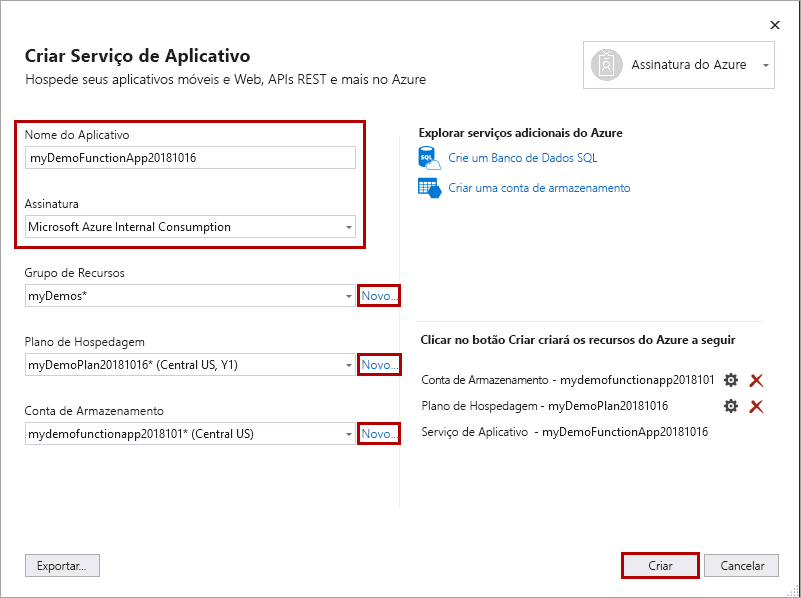 Criar Serviço de Aplicativo
Hospede seus aplicativos móveis e Web, APIs REST e mais no Azure
Assinatura do Azure
Nome do Aplicativo
myDemoFunctionApp20181016
Assinatura
Microsoft Azure Internal Consumption
Grupo de Recursos
myDemos*
Novo...
Plano de Hospedagem
myDemoPlan20181016* (Central US, Y1)
Novo...
Conta de Armazenamento
mydemofunctionapp2018101* (Central US)
Novo...
Explorar serviços adicionais do Azure
SQL
Crie um Banco de Dados SQL
Criar uma conta de armazenamento
Clicar no botão Criar criará os recursos do Azure a seguir
Conta de Armazenamento - mydemofunctionapp2018101
Plano de Hospedagem - myDemoPlan20181016
Serviço de Aplicativo - myDemoFunctionApp20181016
Exportar...
Criar
Cancelar